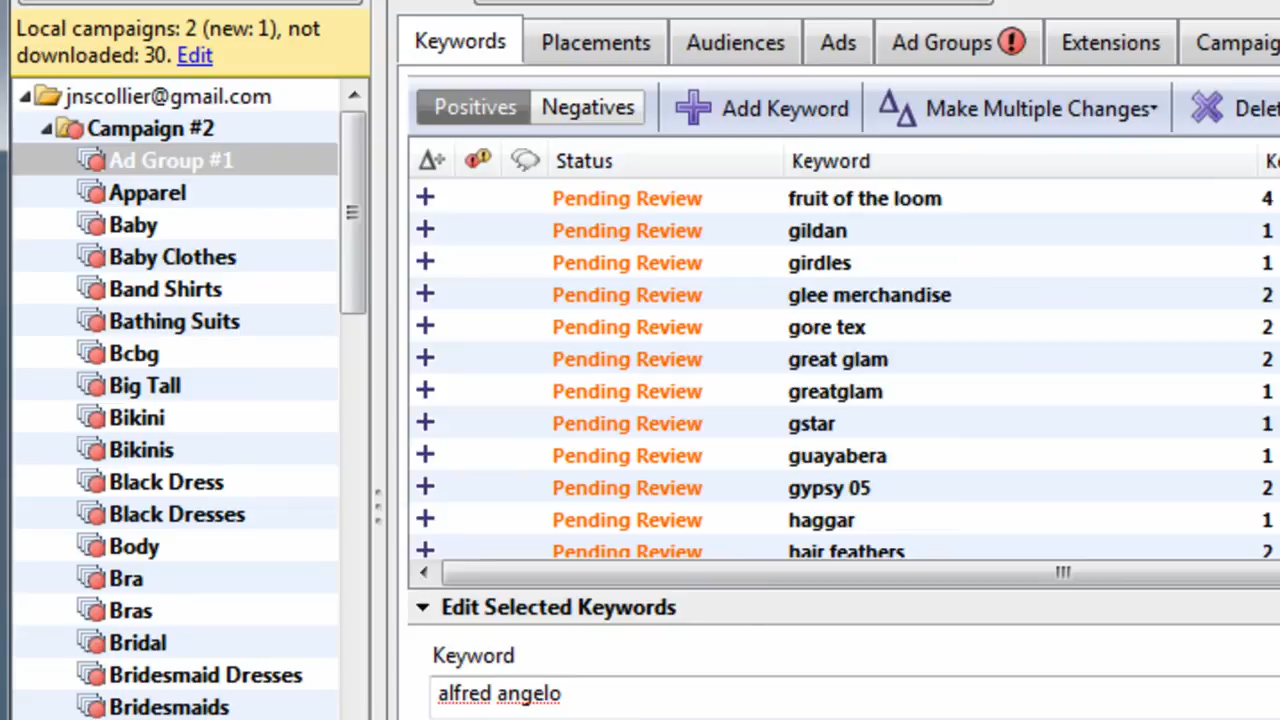 Local campaigns: 2 (new: 1), not
downloaded: 30. Edit
jnscollier@gmail.com
Campaign #2
Ad Group #1
Apparel
Baby
Baby Clothes
Band Shirts
Bathing Suits
Bcbg
Big Tall
Bikini
Bikinis
Black Dress
Black Dresses
Body
Bra
Bras
Bridal
Bridesmaid Dresses
Bridesmaids
Keywords Placements Audiences Ads Ad Groups Extensions Campaig
Positives Negatives Add Keyword Make Multiple Changes Delet
Status Keyword Ke
Pending Review fruit of the loom 4
Pending Review gildan 1
Pending Review girdles 1
Pending Review glee merchandise 2
Pending Review gore tex 2
Pending Review great glam 2
Pending Review greatglam 1
Pending Review gstar 1
Pending Review guayabera 1
Pending Review gypsy 05 2
Pending Review haggar 1
Pending Review hair feathers 2
Edit Selected Keywords
Keyword
alfred angelo